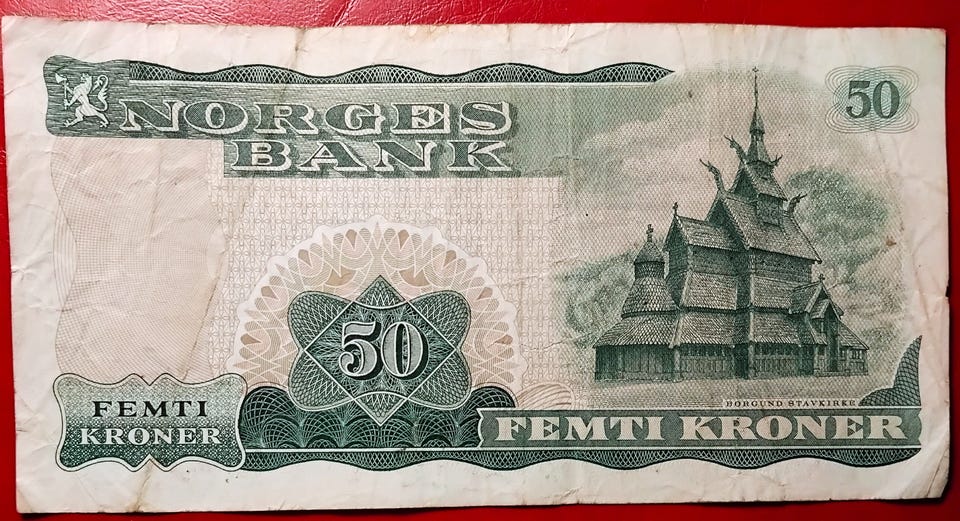 NORGES
BANK
50
50
BORGUND STAVKIRKE
FEMTI
KRONER
FEMTI KRONER